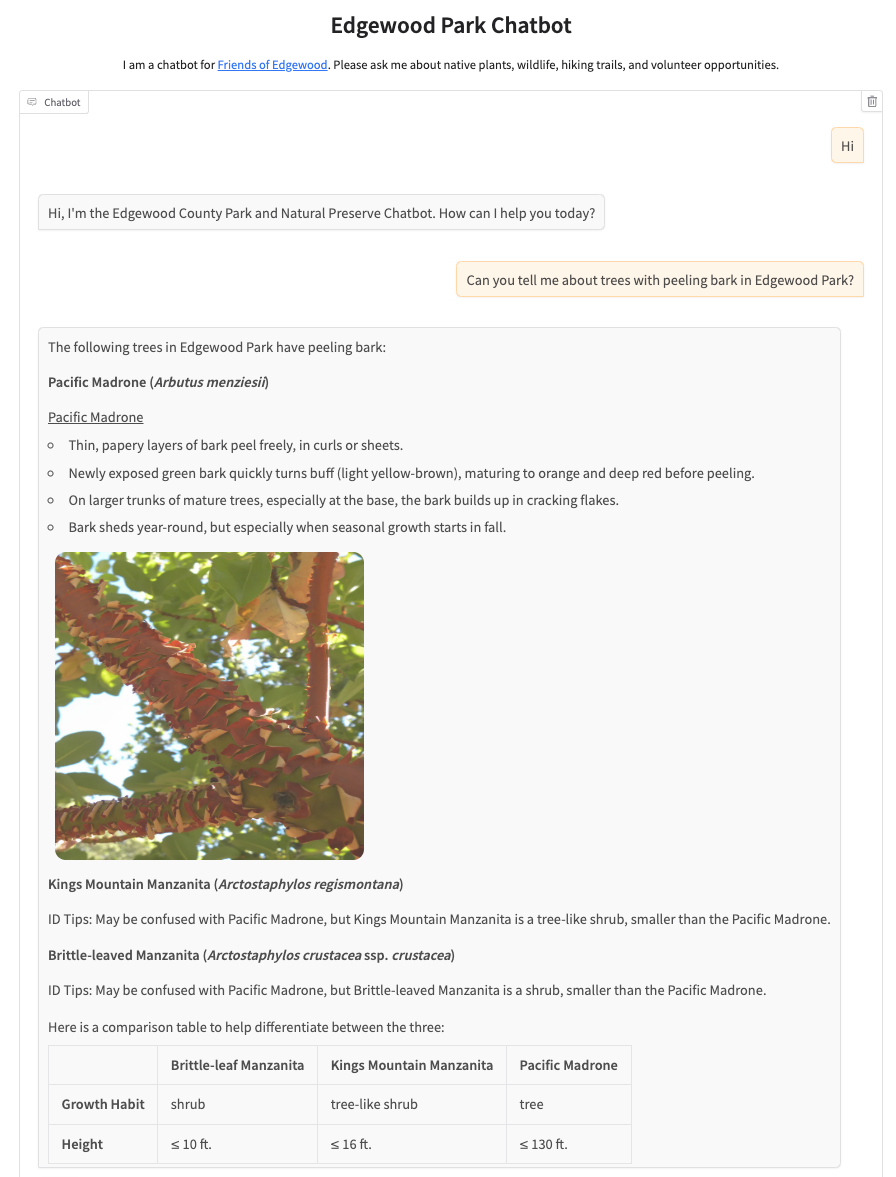 Edgewood Park Chatbot
I am a chatbot for Friends of Edgewood. Please ask me about native plants, wildlife, hiking trails, and volunteer opportunities.
Chatbot
Hi
Hi, I'm the Edgewood County Park and Natural Preserve Chatbot. How can I help you today?
Can you tell me about trees with peeling bark in Edgewood Park?
The following trees in Edgewood Park have peeling bark:
Pacific Madrone (Arbutus menziesii)
Pacific Madrone
Thin, papery layers of bark peel freely, in curls or sheets.
Newly exposed green bark quickly turns buff (light yellow-brown), maturing to orange and deep red before peeling.
On larger trunks of mature trees, especially at the base, the bark builds up in cracking flakes.
Bark sheds year-round, but especially when seasonal growth starts in fall.
Kings Mountain Manzanita (Arctostaphylos regismontana)
ID Tips: May be confused with Pacific Madrone, but Kings Mountain Manzanita is a tree-like shrub, smaller than the Pacific Madrone.
Brittle-leaved Manzanita (Arctostaphylos crustacea ssp. crustacea)
ID Tips: May be confused with Pacific Madrone, but Brittle-leaved Manzanita is a shrub, smaller than the Pacific Madrone.
Here is a comparison table to help differentiate between the three:
Brittle-leaf Manzanita Kings Mountain Manzanita Pacific Madrone
Growth Habit shrub tree-like shrub tree
Height ≤ 10 ft. ≤ 16 ft. ≤ 130 ft.